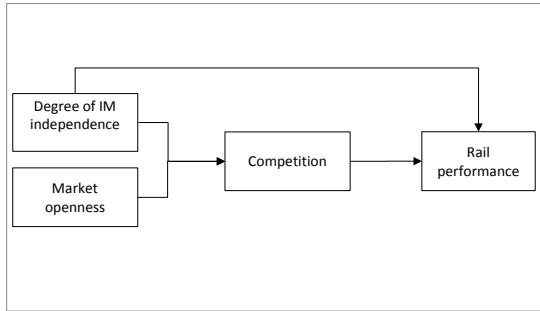 Degree of IM
independence
Market
openness
Competition
Rail
performance